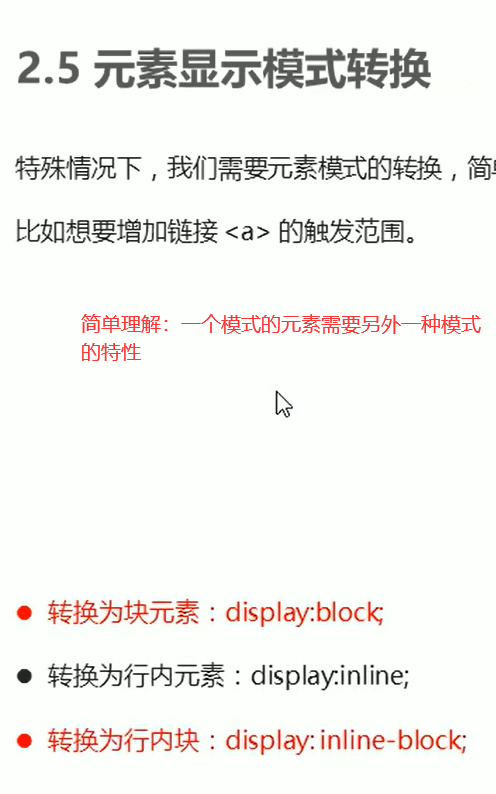 2.5 元素显示模式转换
特殊情况下，我们需要元素模式的转换，简
比如想要增加链接 <a> 的触发范围。
简单理解：一个模式的元素需要另外一种模式
的特性
● 转换为块元素：display:block;
● 转换为行内元素：display:inline;
● 转换为行内块：display: inline-block;